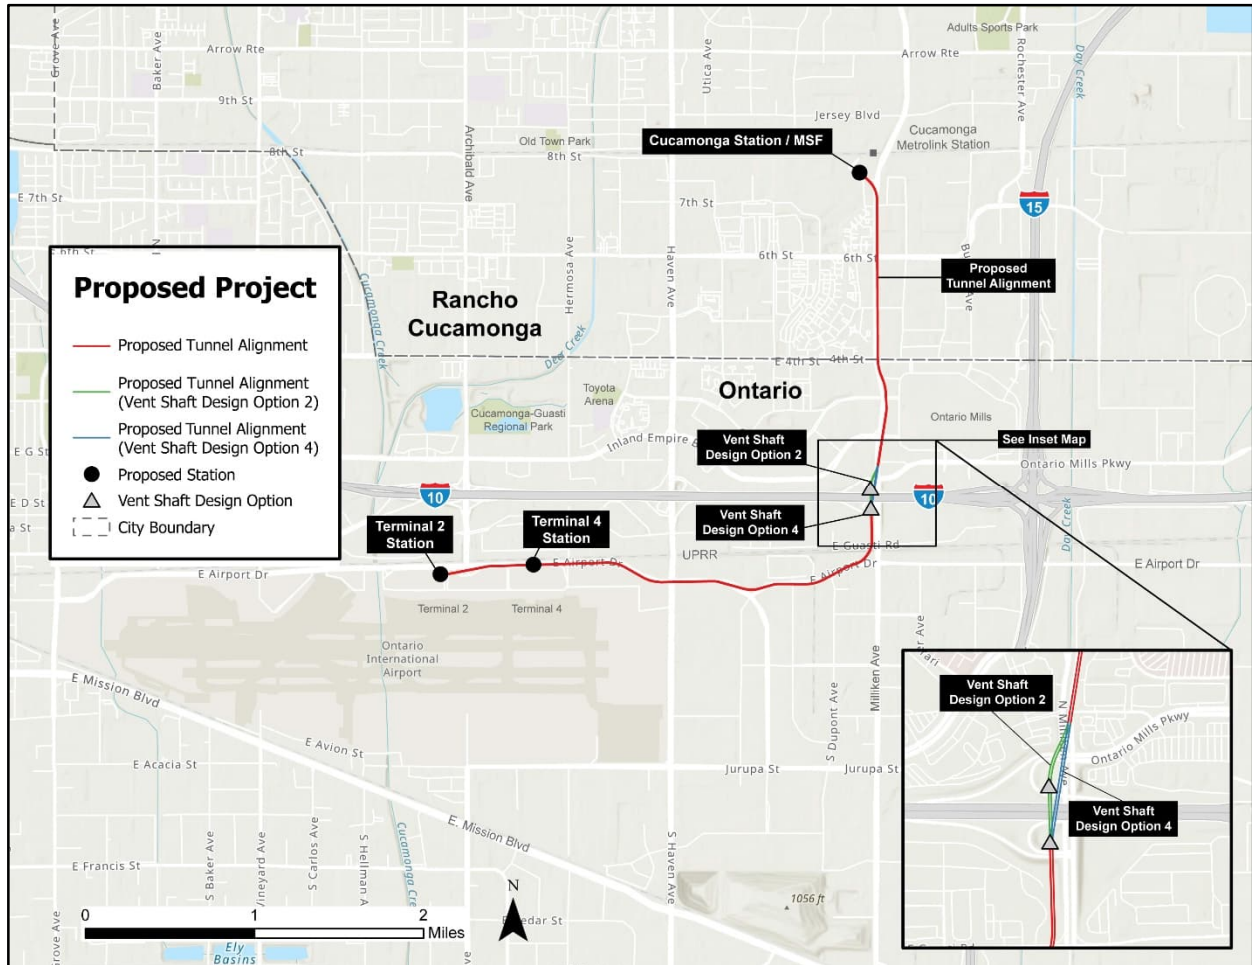 Adults Sports Park
Grove Ave
Baker Ave
Arrow Rte
Utica Ave
Arrow Rte
Rochester Ave
Day Creek
9th St
Jersey Blvd
Cucamonga Station / MSF
Cucamonga
Metrolink Station
Old Town Park
8th St
8th St
Archibald Ave
E 7th St
7th St
15
Hermosa Ave
Haven Ave
6th St
6th St
Proposed
Tunnel Alignment
Proposed Project
Proposed Tunnel Alignment
Proposed Tunnel Alignment
(Vent Shaft Design Option 2)
Proposed Tunnel Alignment
(Vent Shaft Design Option 4)
Proposed Station
Vent Shaft Design Option
City Boundary
Cucamonga Creek
Rancho
Cucamonga
Deer Creek
E 4th St
4th St
Toyota
Arena
Ontario
Cucamonga-Guasti
Regional Park
Ontario Mills
Inland Empire
Vent Shaft
Design Option 2
See Inset Map
Ontario Mills Pkwy
E G St
E D St
10
10
Vent Shaft
Design Option 4
Terminal 2
Station
Terminal 4
Station
Day Creek
E Guasti Rd
UPRR
E Airport Dr
E Airport Dr
E Airport Dr
E Airport Dr
Terminal 2
Terminal 4
Ontario
International
Airport
E Mission Blvd
S Dupont Ave
Milliken Ave
E Avion St
E Acacia St
Jurupa St
Jurupa St
E. Mission Blvd
S Haven Ave
Cucamonga
E Francis St
S Baker Ave
Vineyard Ave
S Carlos Ave
S Hellman A
Grove Ave
1056 ft
N
0
1
2
Miles
Ely
Basins
Vent Shaft
Design Option 2
Ontario Mills Pkwy
Vent Shaft
Design Option 4